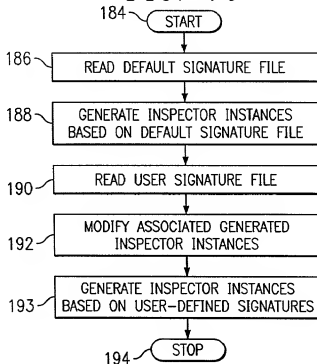 184
START
186
READ DEFAULT SIGNATURE FILE
188
GENERATE INSPECTOR INSTANCES
BASED ON DEFAULT SIGNATURE FILE
190
READ USER SIGNATURE FILE
192
MODIFY ASSOCIATED GENERATED
INSPECTOR INSTANCES
193
GENERATE INSPECTOR INSTANCES
BASED ON USER-DEFINED SIGNATURES
194
STOP